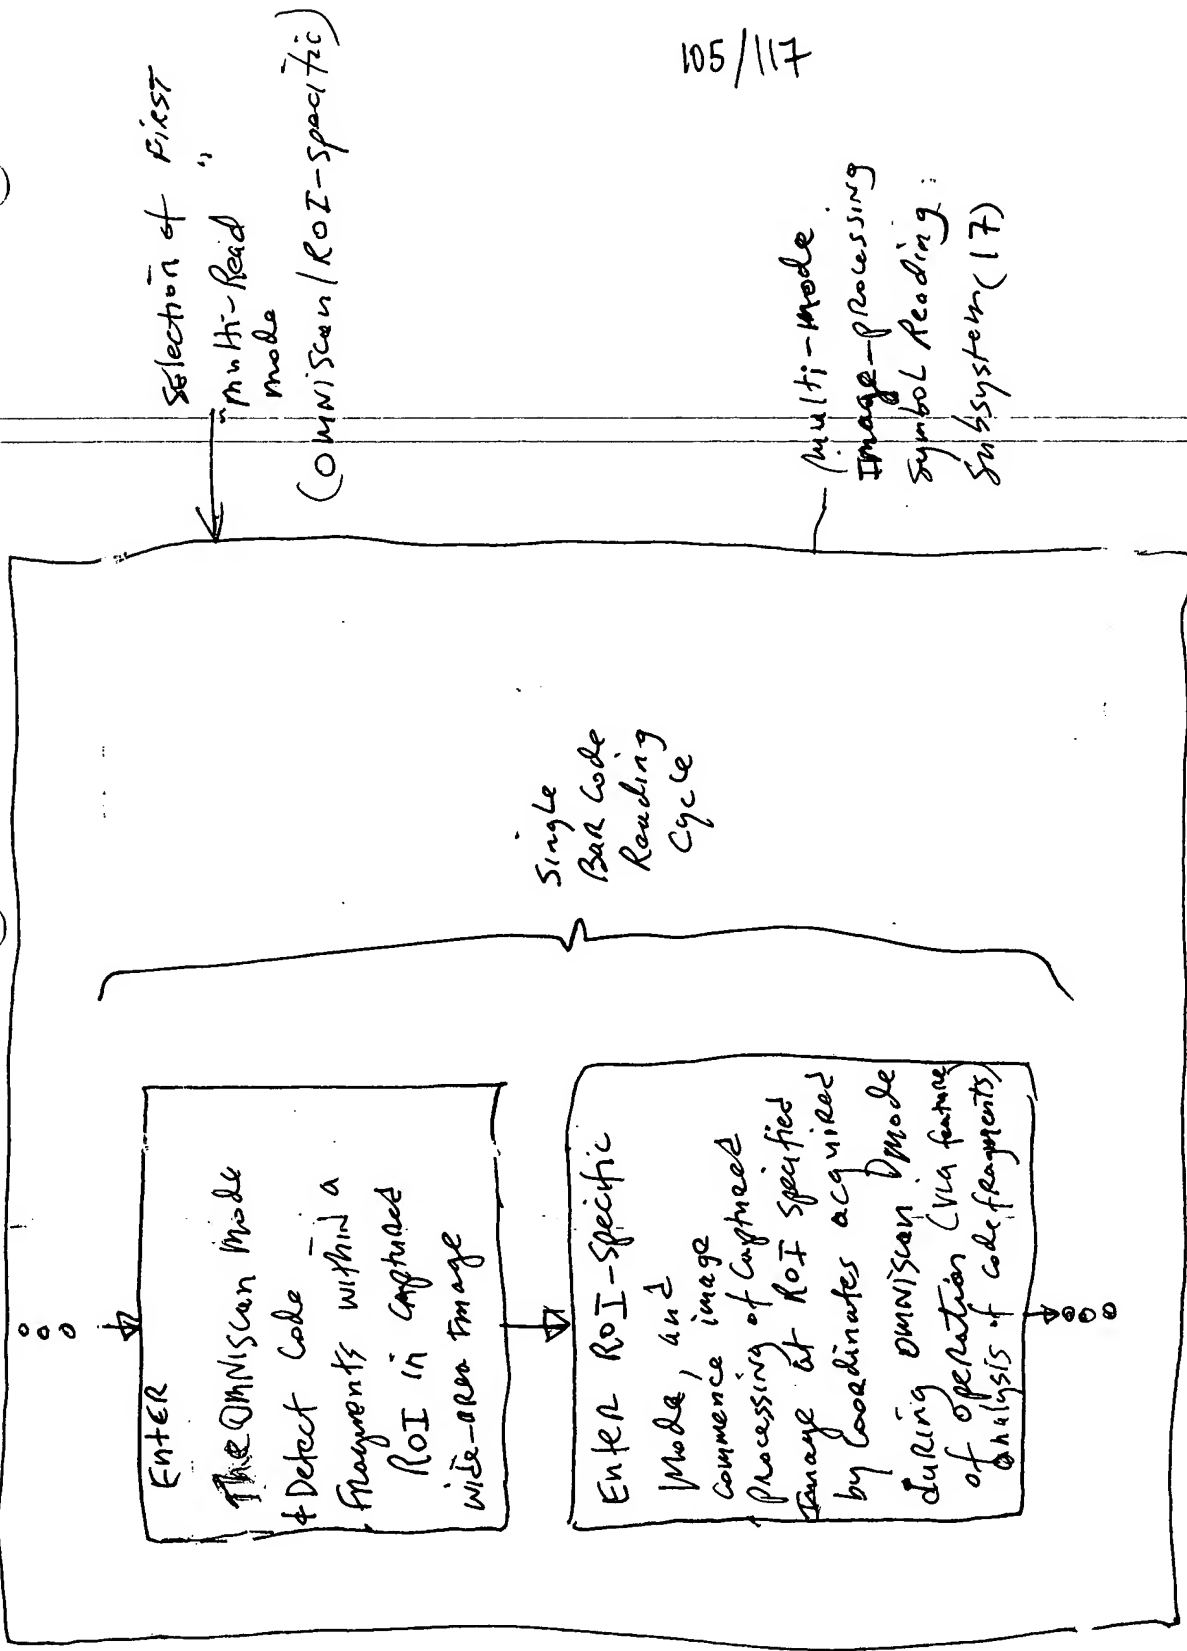 105/117
Selection of First
"Multi-Read"
mode
(OMNiScan/ROI-specific)
Multi-mode
Image-processing
Symbol Reading
Subsystem (17)
Single
Bar Code
Reading
Cycle
Enter
The OMNiScan Mode
& Detect Code
Fragments within a
ROI in captured
wide-area Image
Enter ROI-specific
Mode, and
commence image
processing of captured
Image at ROI specified
by coordinates acquired
during OMNiScan mode
of operation (via feature
analysis of code fragments)